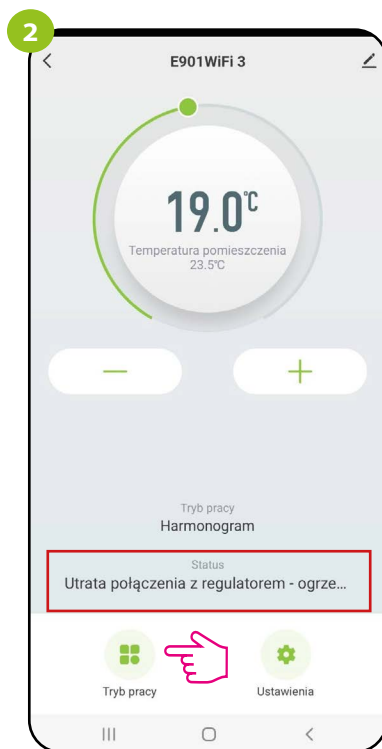 2
E901WiFi 3
19.0°C
Temperatura pomieszczenia
23.5°C
Tryb pracy
Harmonogram
Status
Utrata połączenia z regulatorem - ogrze...
Tryb pracy
Ustawienia